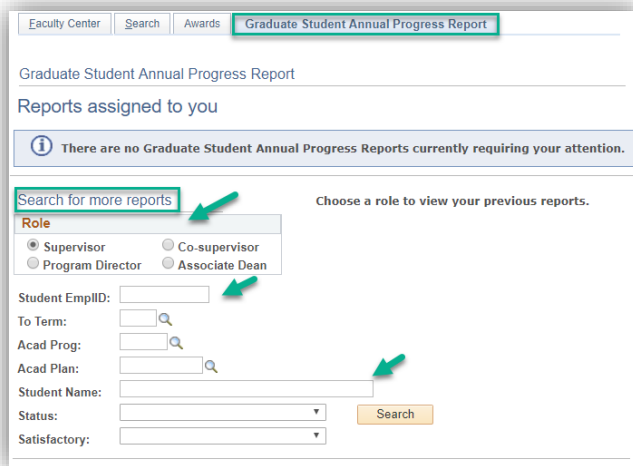 Faculty Center Search Awards Graduate Student Annual Progress Report
Graduate Student Annual Progress Report
Reports assigned to you
There are no Graduate Student Annual Progress Reports currently requiring your attention.
Search for more reports
Choose a role to view your previous reports.
Role
Supervisor Co-supervisor
Program Director Associate Dean
Student EmplID:
To Term:
Acad Prog:
Acad Plan:
Student Name:
Status: Search
Satisfactory: